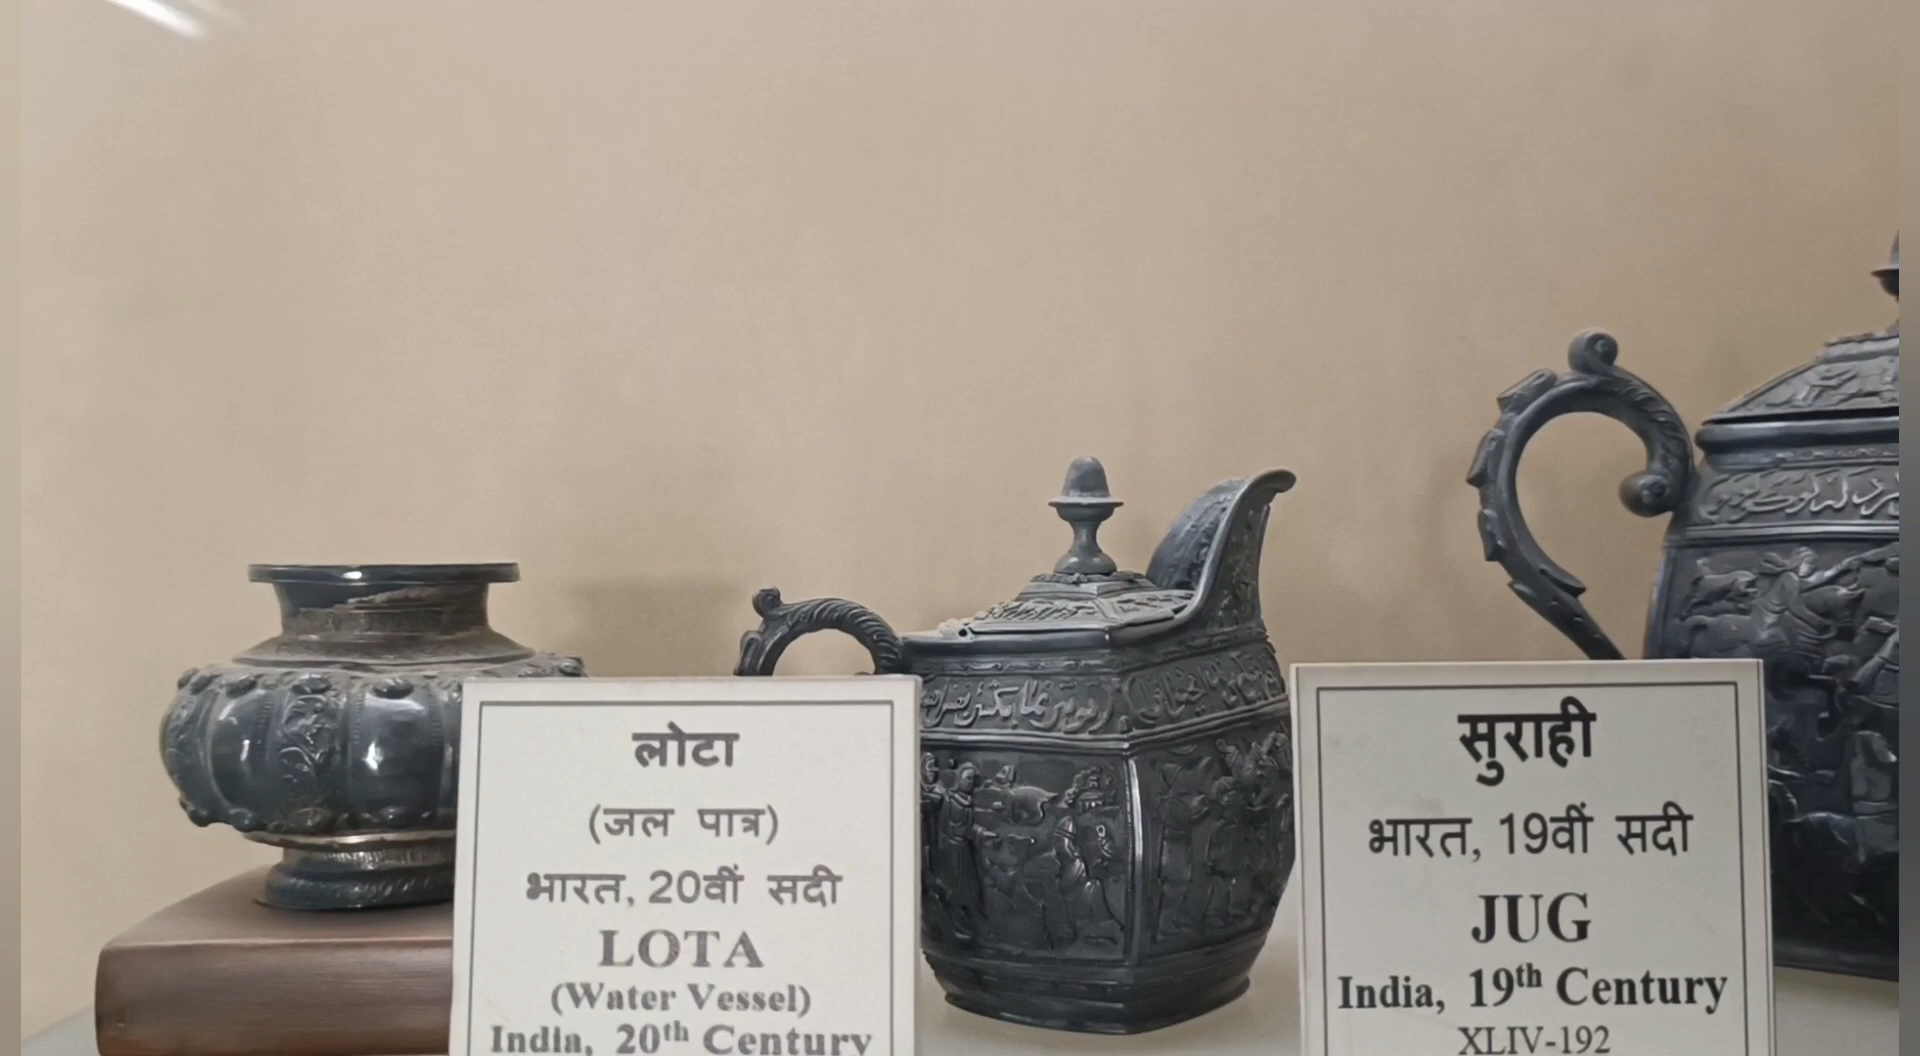 लोटा
(जल पात्र)
भारत, 20वीं सदी
LOTA
(Water Vessel)
India, 20th Century
सुराही
भारत, 19वीं सदी
JUG
India, 19th Century
XLIV-192